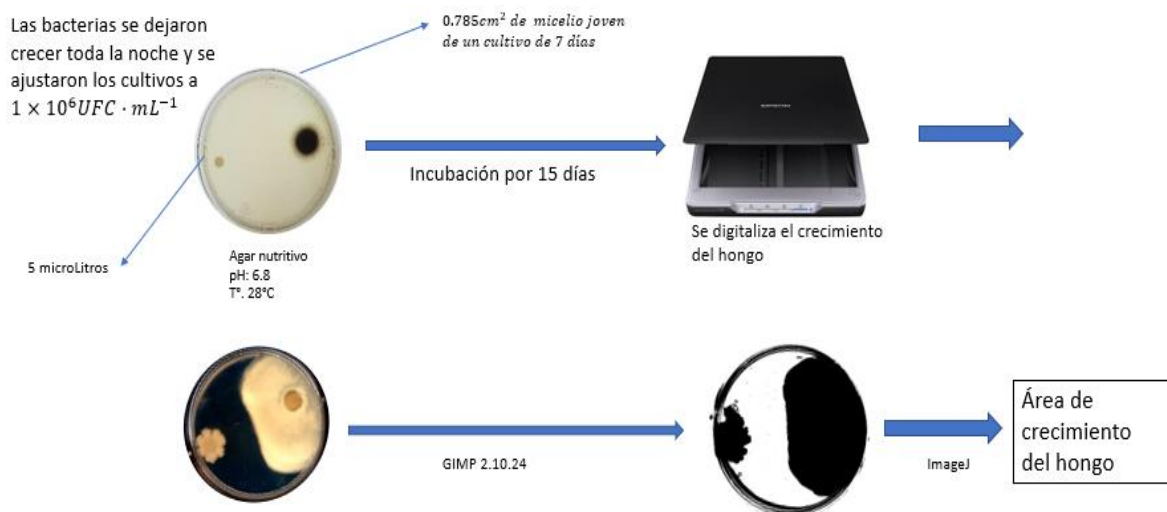 Las bacterias se dejaron
crecer toda la noche y se
ajustaron los cultivos a
1 × 10⁶UFC · mL⁻¹
0.785cm² de micelio joven
de un cultivo de 7 días
Incubación por 15 días
EPSON
Se digitaliza el crecimiento
del hongo
5 microLitros
Agar nutritivo
pH: 6.8
T°. 28°C
GIMP 2.10.24
ImageJ
Área de
crecimiento
del hongo